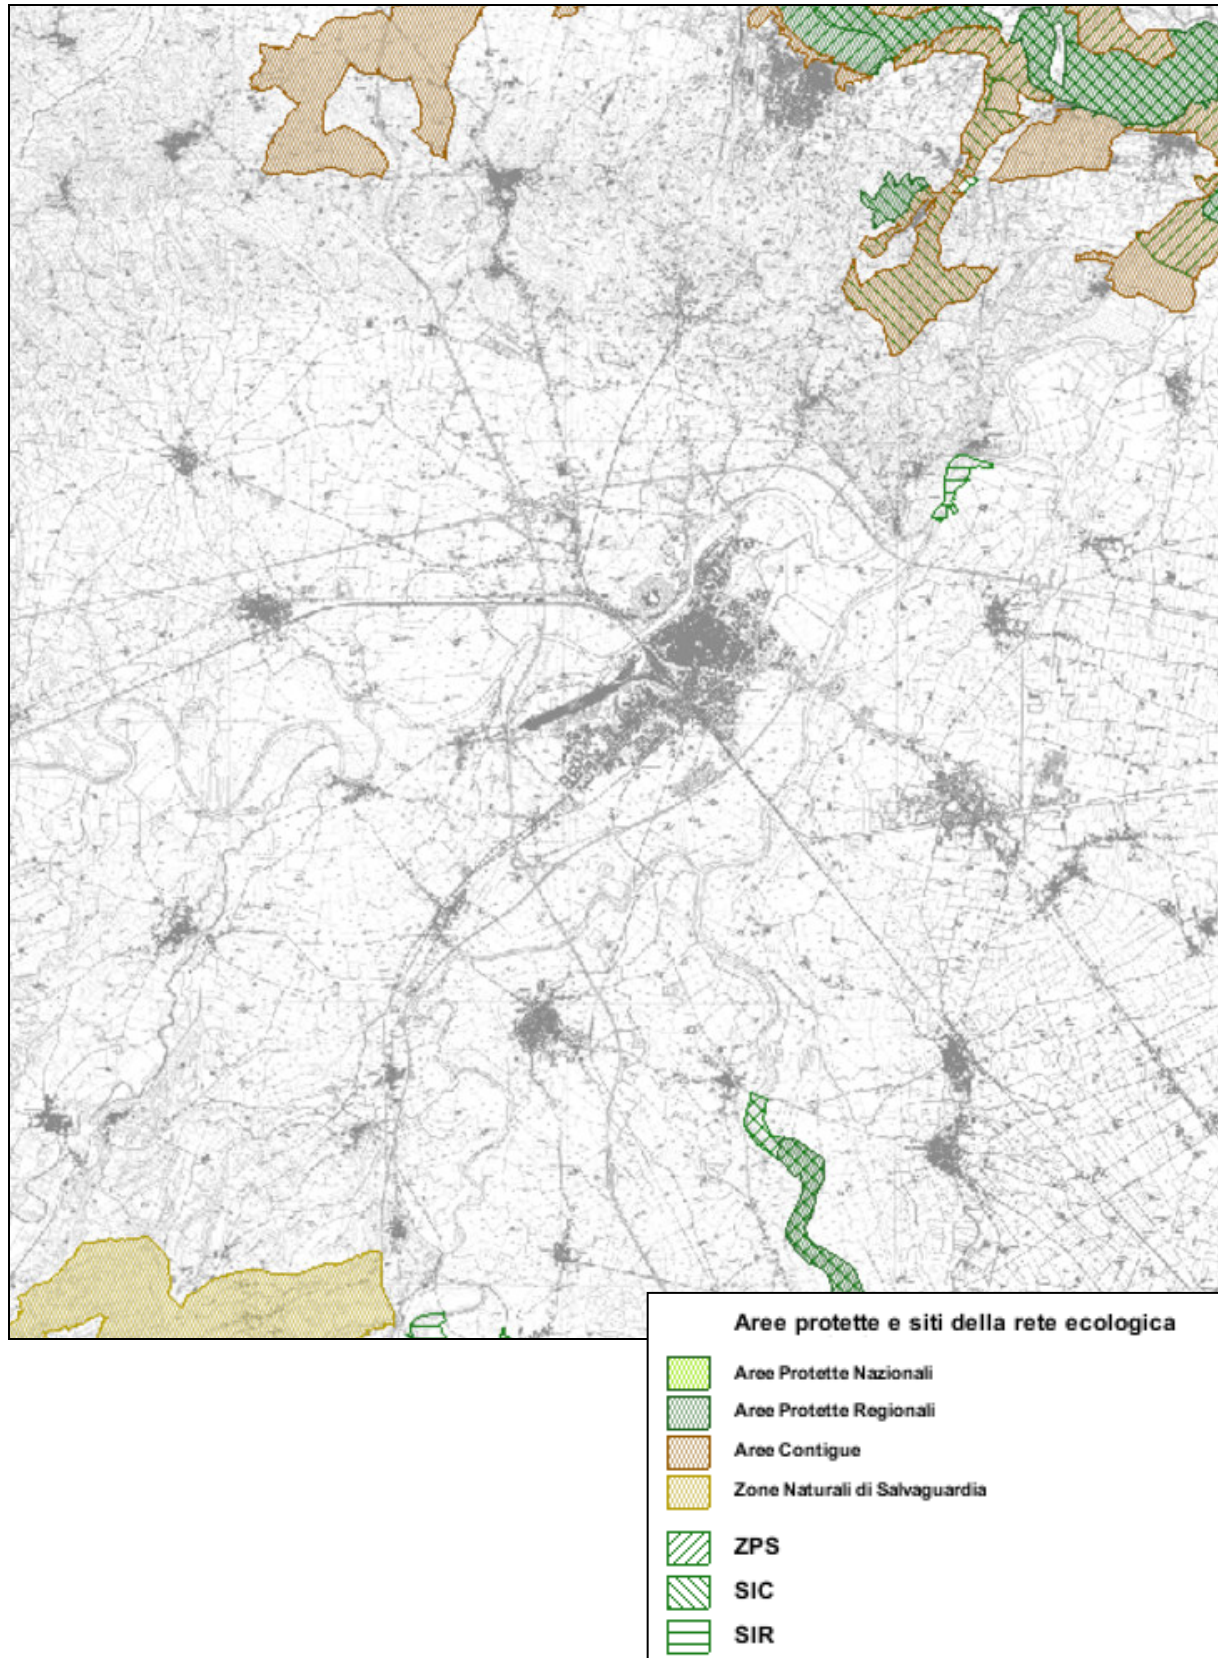 Aree protette e siti della rete ecologica
Aree Protette Nazionali
Aree Protette Regionali
Aree Contigue
Zone Naturali di Salvaguardia
ZPS
SIC
SIR